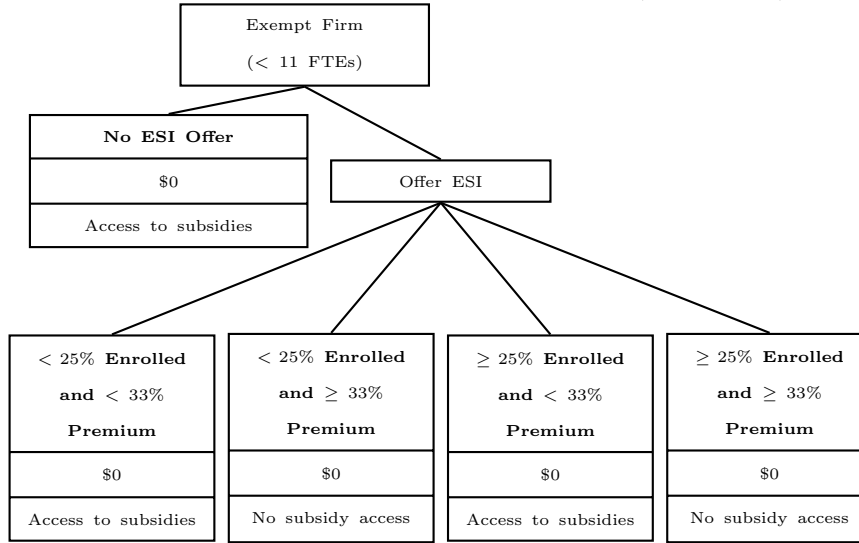 Exempt Firm
(< 11 FTEs)
No ESI Offer
$0
Access to subsidies
Offer ESI
< 25% Enrolled
and < 33%
Premium
$0
Access to subsidies
< 25% Enrolled
and ≥ 33%
Premium
$0
No subsidy access
≥ 25% Enrolled
and < 33%
Premium
$0
Access to subsidies
≥ 25% Enrolled
and ≥ 33%
Premium
$0
No subsidy access